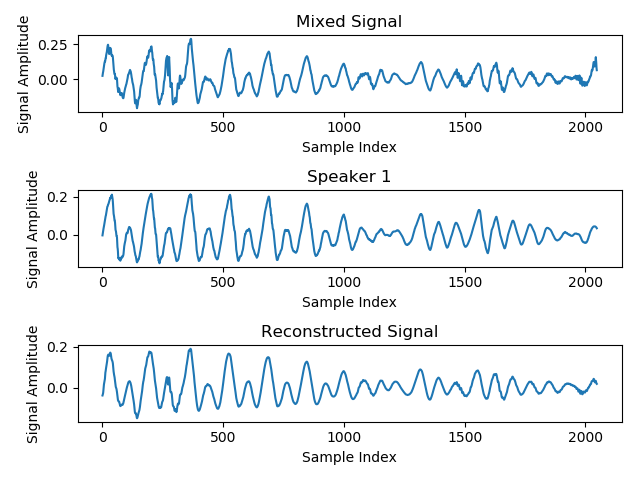 Mixed Signal
Signal Amplitude
0.25
0.00
0 500 1000 1500 2000
Sample Index
Speaker 1
Signal Amplitude
0.2
0.0
0 500 1000 1500 2000
Sample Index
Reconstructed Signal
Signal Amplitude
0.2
0.0
0 500 1000 1500 2000
Sample Index